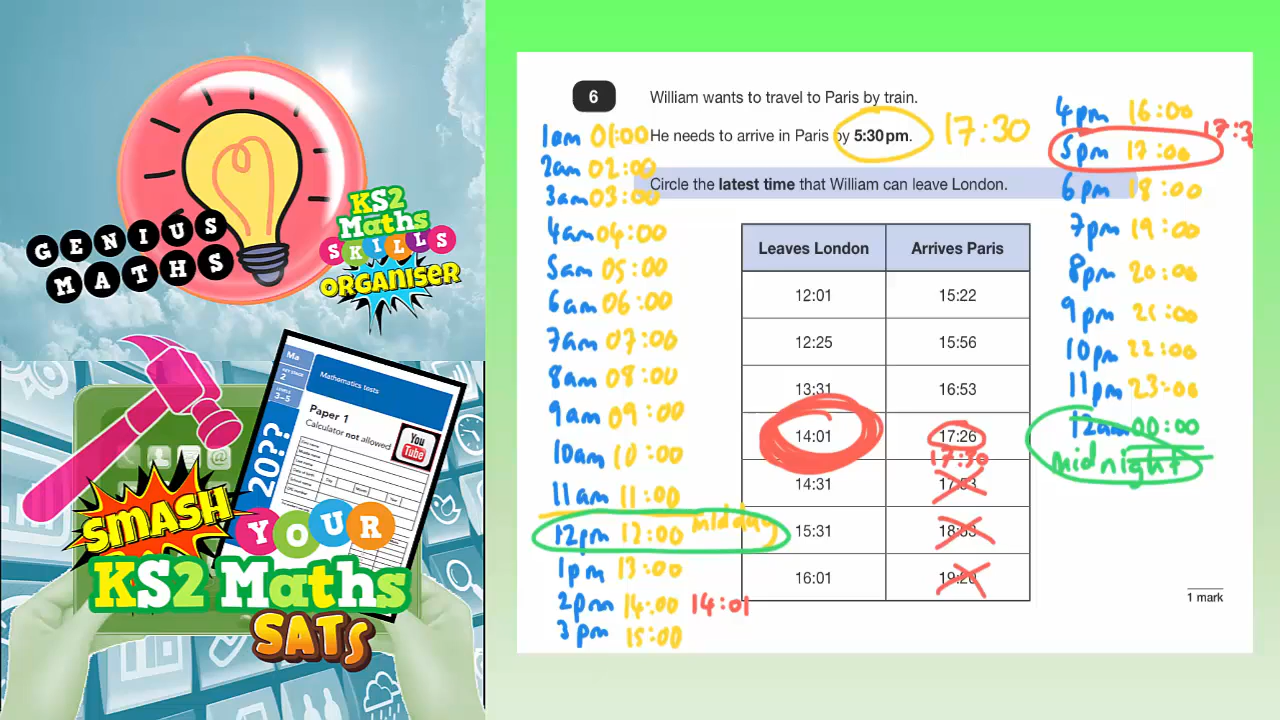 GENIUS
MATHS
KS2
Maths
SKILLS
ORGANISER
Ma
KEY STAGE
2
LEVELS
3–5
Mathematics tests
Paper 1
Calculator not allowed
20??
You
Tube
SMASH
YOUR
KS2 Maths
SATs
6
William wants to travel to Paris by train.
He needs to arrive in Paris by 5:30 pm.
17:30
Circle the latest time that William can leave London.
Leaves London Arrives Paris
12:01 15:22
12:25 15:56
13:31 16:53
14:01 17:26
17:30
14:31
15:31
16:01
1 mark
1am 01:00
2am 02:00
3am 03:00
4am 04:00
5am 05:00
6am 06:00
7am 07:00
8am 08:00
9am 09:00
10am 10:00
11am 11:00
12pm 12:00 midday
1pm 13:00
2pm 14:00 14:01
3pm 15:00
4pm 16:00
5pm 17:00
6pm 18:00
7pm 19:00
8pm 20:00
9pm 21:00
10pm 22:00
11pm 23:00
12am 00:00
midnight